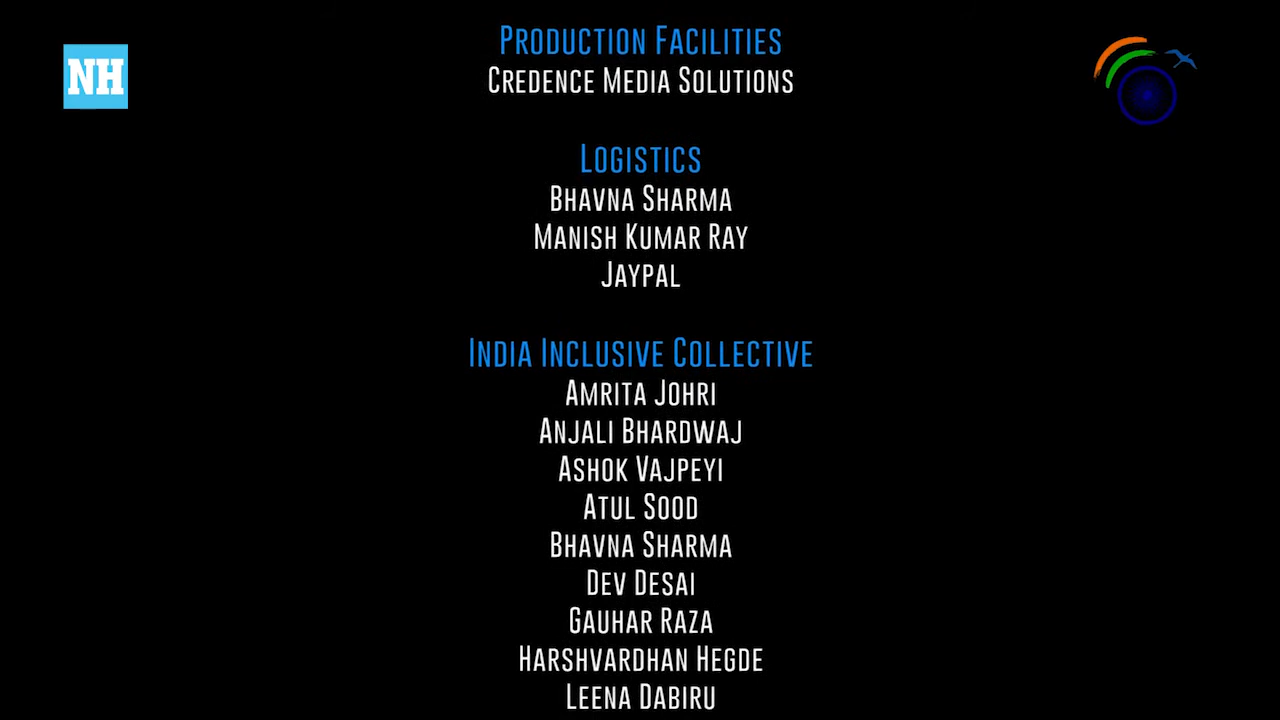 NH
Production Facilities
Credence Media Solutions
Logistics
Bhavna Sharma
Manish Kumar Ray
Jaypal
India Inclusive Collective
Amrita Johri
Anjali Bhardwaj
Ashok Vajpeyi
Atul Sood
Bhavna Sharma
Dev Desai
Gauhar Raza
Harshvardhan Hegde
Leena Dabiru